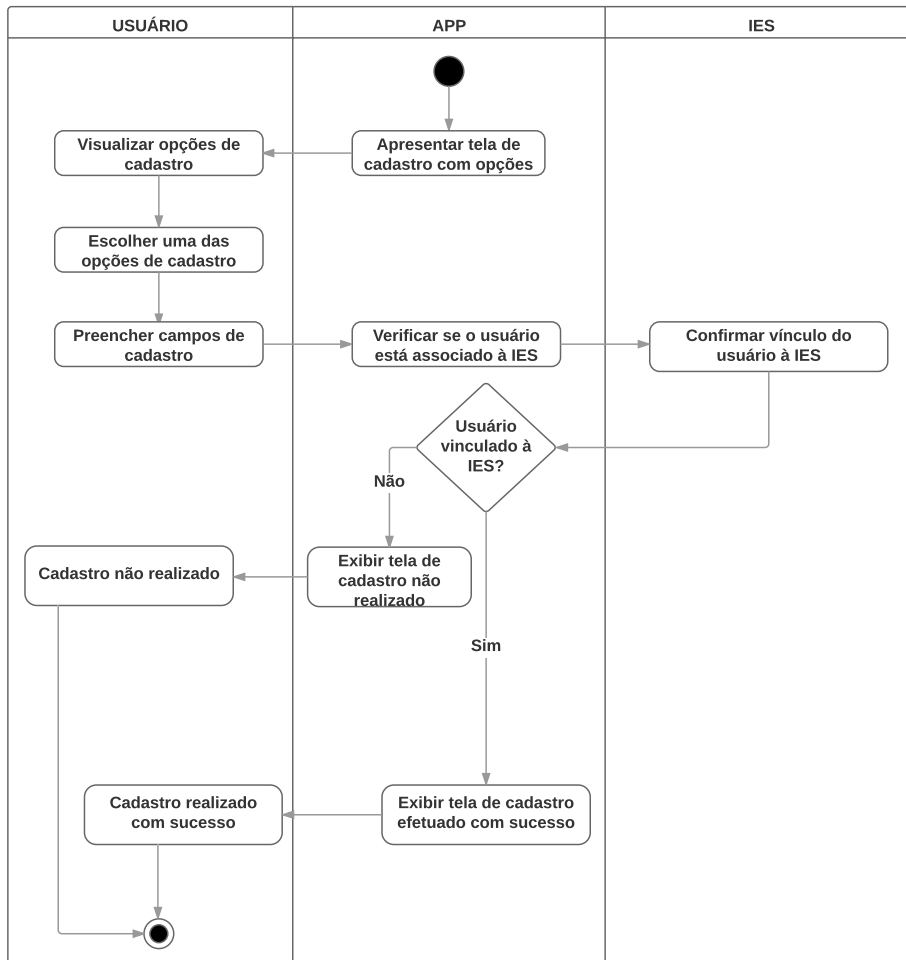 USUÁRIO
APP
IES
Visualizar opções de
cadastro
Apresentar tela de
cadastro com opções
Escolher uma das
opções de cadastro
Preencher campos de
cadastro
Verificar se o usuário
está associado à IES
Confirmar vínculo do
usuário à IES
Usuário
vinculado à
IES?
Não
Cadastro não realizado
Exibir tela de
cadastro não
realizado
Sim
Cadastro realizado
com sucesso
Exibir tela de cadastro
efetuado com sucesso